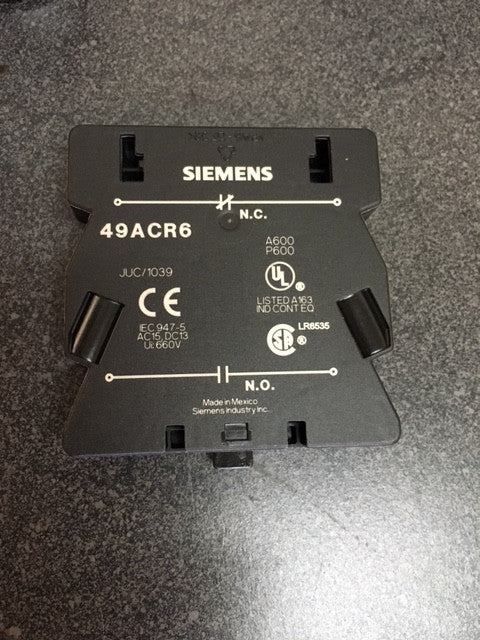 SIEMENS
N.C.
49ACR6
A600
P600
JUC/1039
CE
UL
®
LISTED A163
IND CONT EQ
IEC 947-5
AC15, DC13
Ui: 660V
SA
®
LR6535
N.O.
Made in Mexico
Siemens Industry Inc.